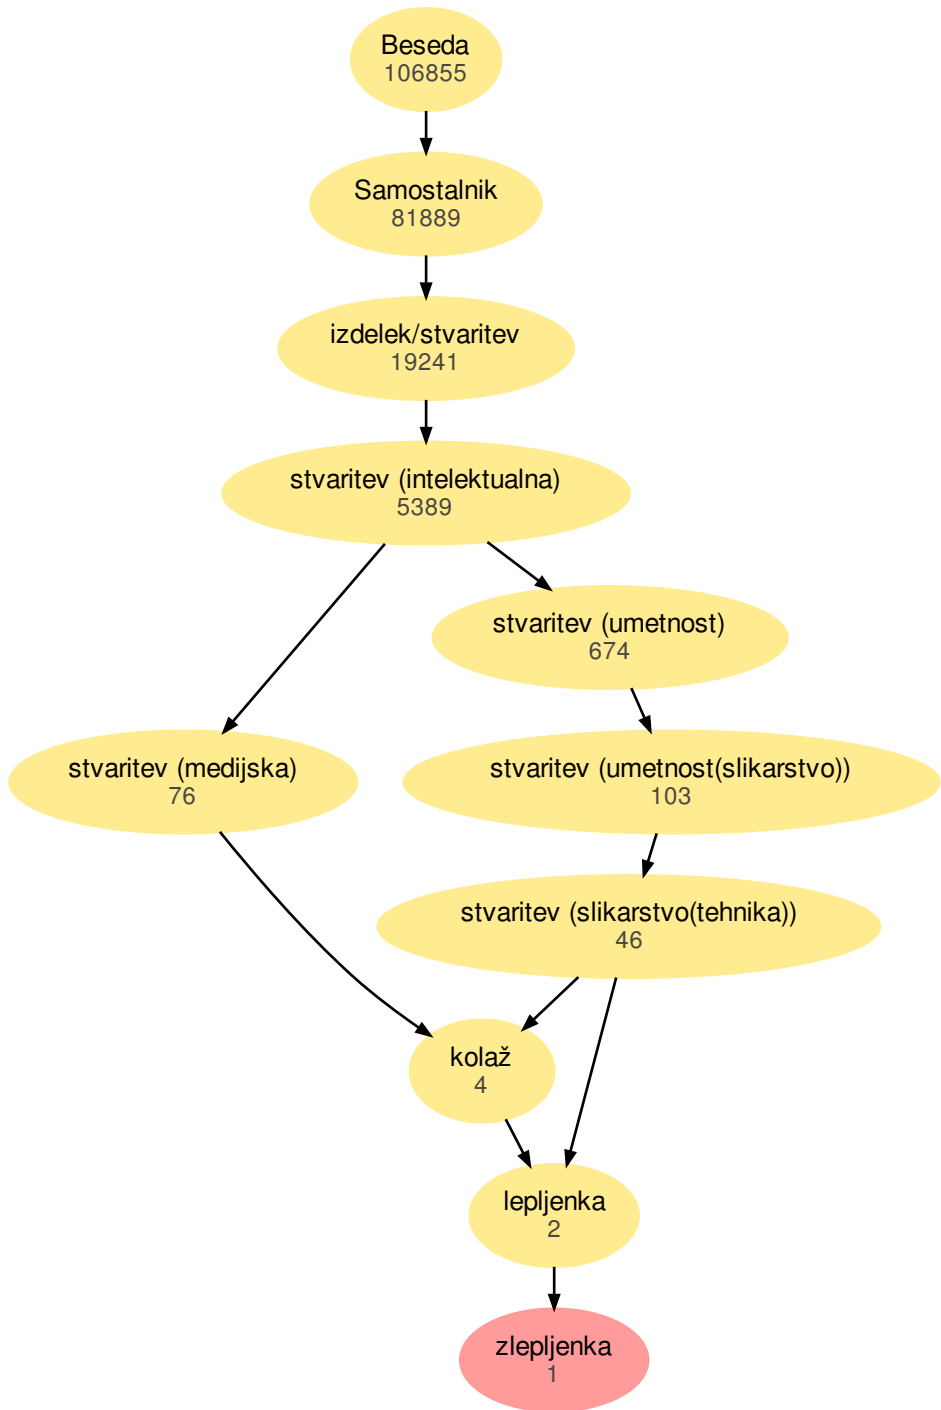 Beseda
106855
Samostalnik
81889
izdelek/stvaritev
19241
stvaritev (intelektualna)
5389
stvaritev (umetnost)
674
stvaritev (medijska)
76
stvaritev (umetnost(slikarstvo))
103
stvaritev (slikarstvo(tehnika))
46
kolaž
4
lepljenka
2
zlepljenka
1